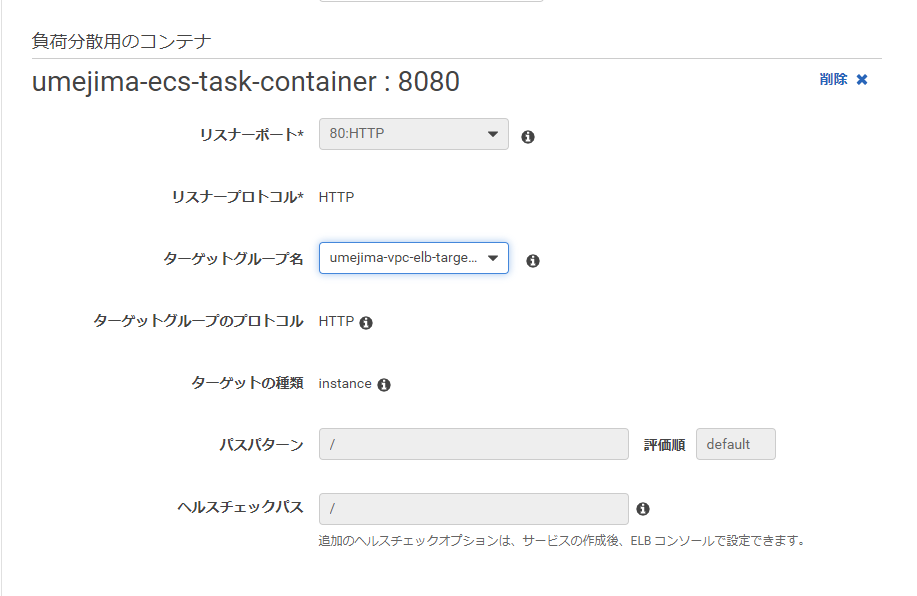 負荷分散用のコンテナ
umejima-ecs-task-container : 8080 削除
リスナーポート* 80:HTTP
リスナープロトコル* HTTP
ターゲットグループ名 umejima-vpc-elb-targe...
ターゲットグループのプロトコル HTTP
ターゲットの種類 instance
パスパターン / 評価順 default
ヘルスチェックパス /
追加のヘルスチェックオプションは、サービスの作成後、ELB コンソールで設定できます。